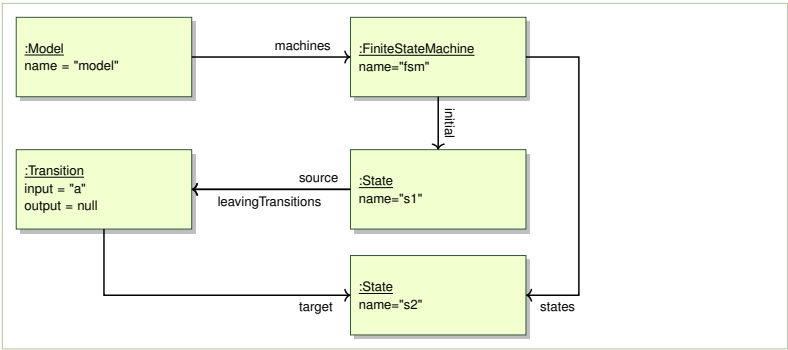 :Model
name = "model"
machines
:FiniteStateMachine
name="fsm"
initial
:Transition
input = "a"
output = null
source
leavingTransitions
:State
name="s1"
:State
name="s2"
target
states